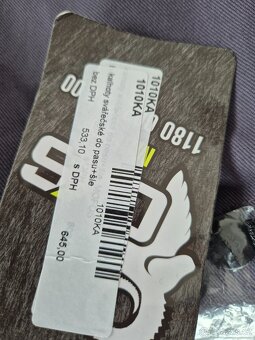 kalhoty svářečské do pasu+šle
bez DPH 533,10 s DPH 645,00
1010KA
1010KA
1010KA
1180